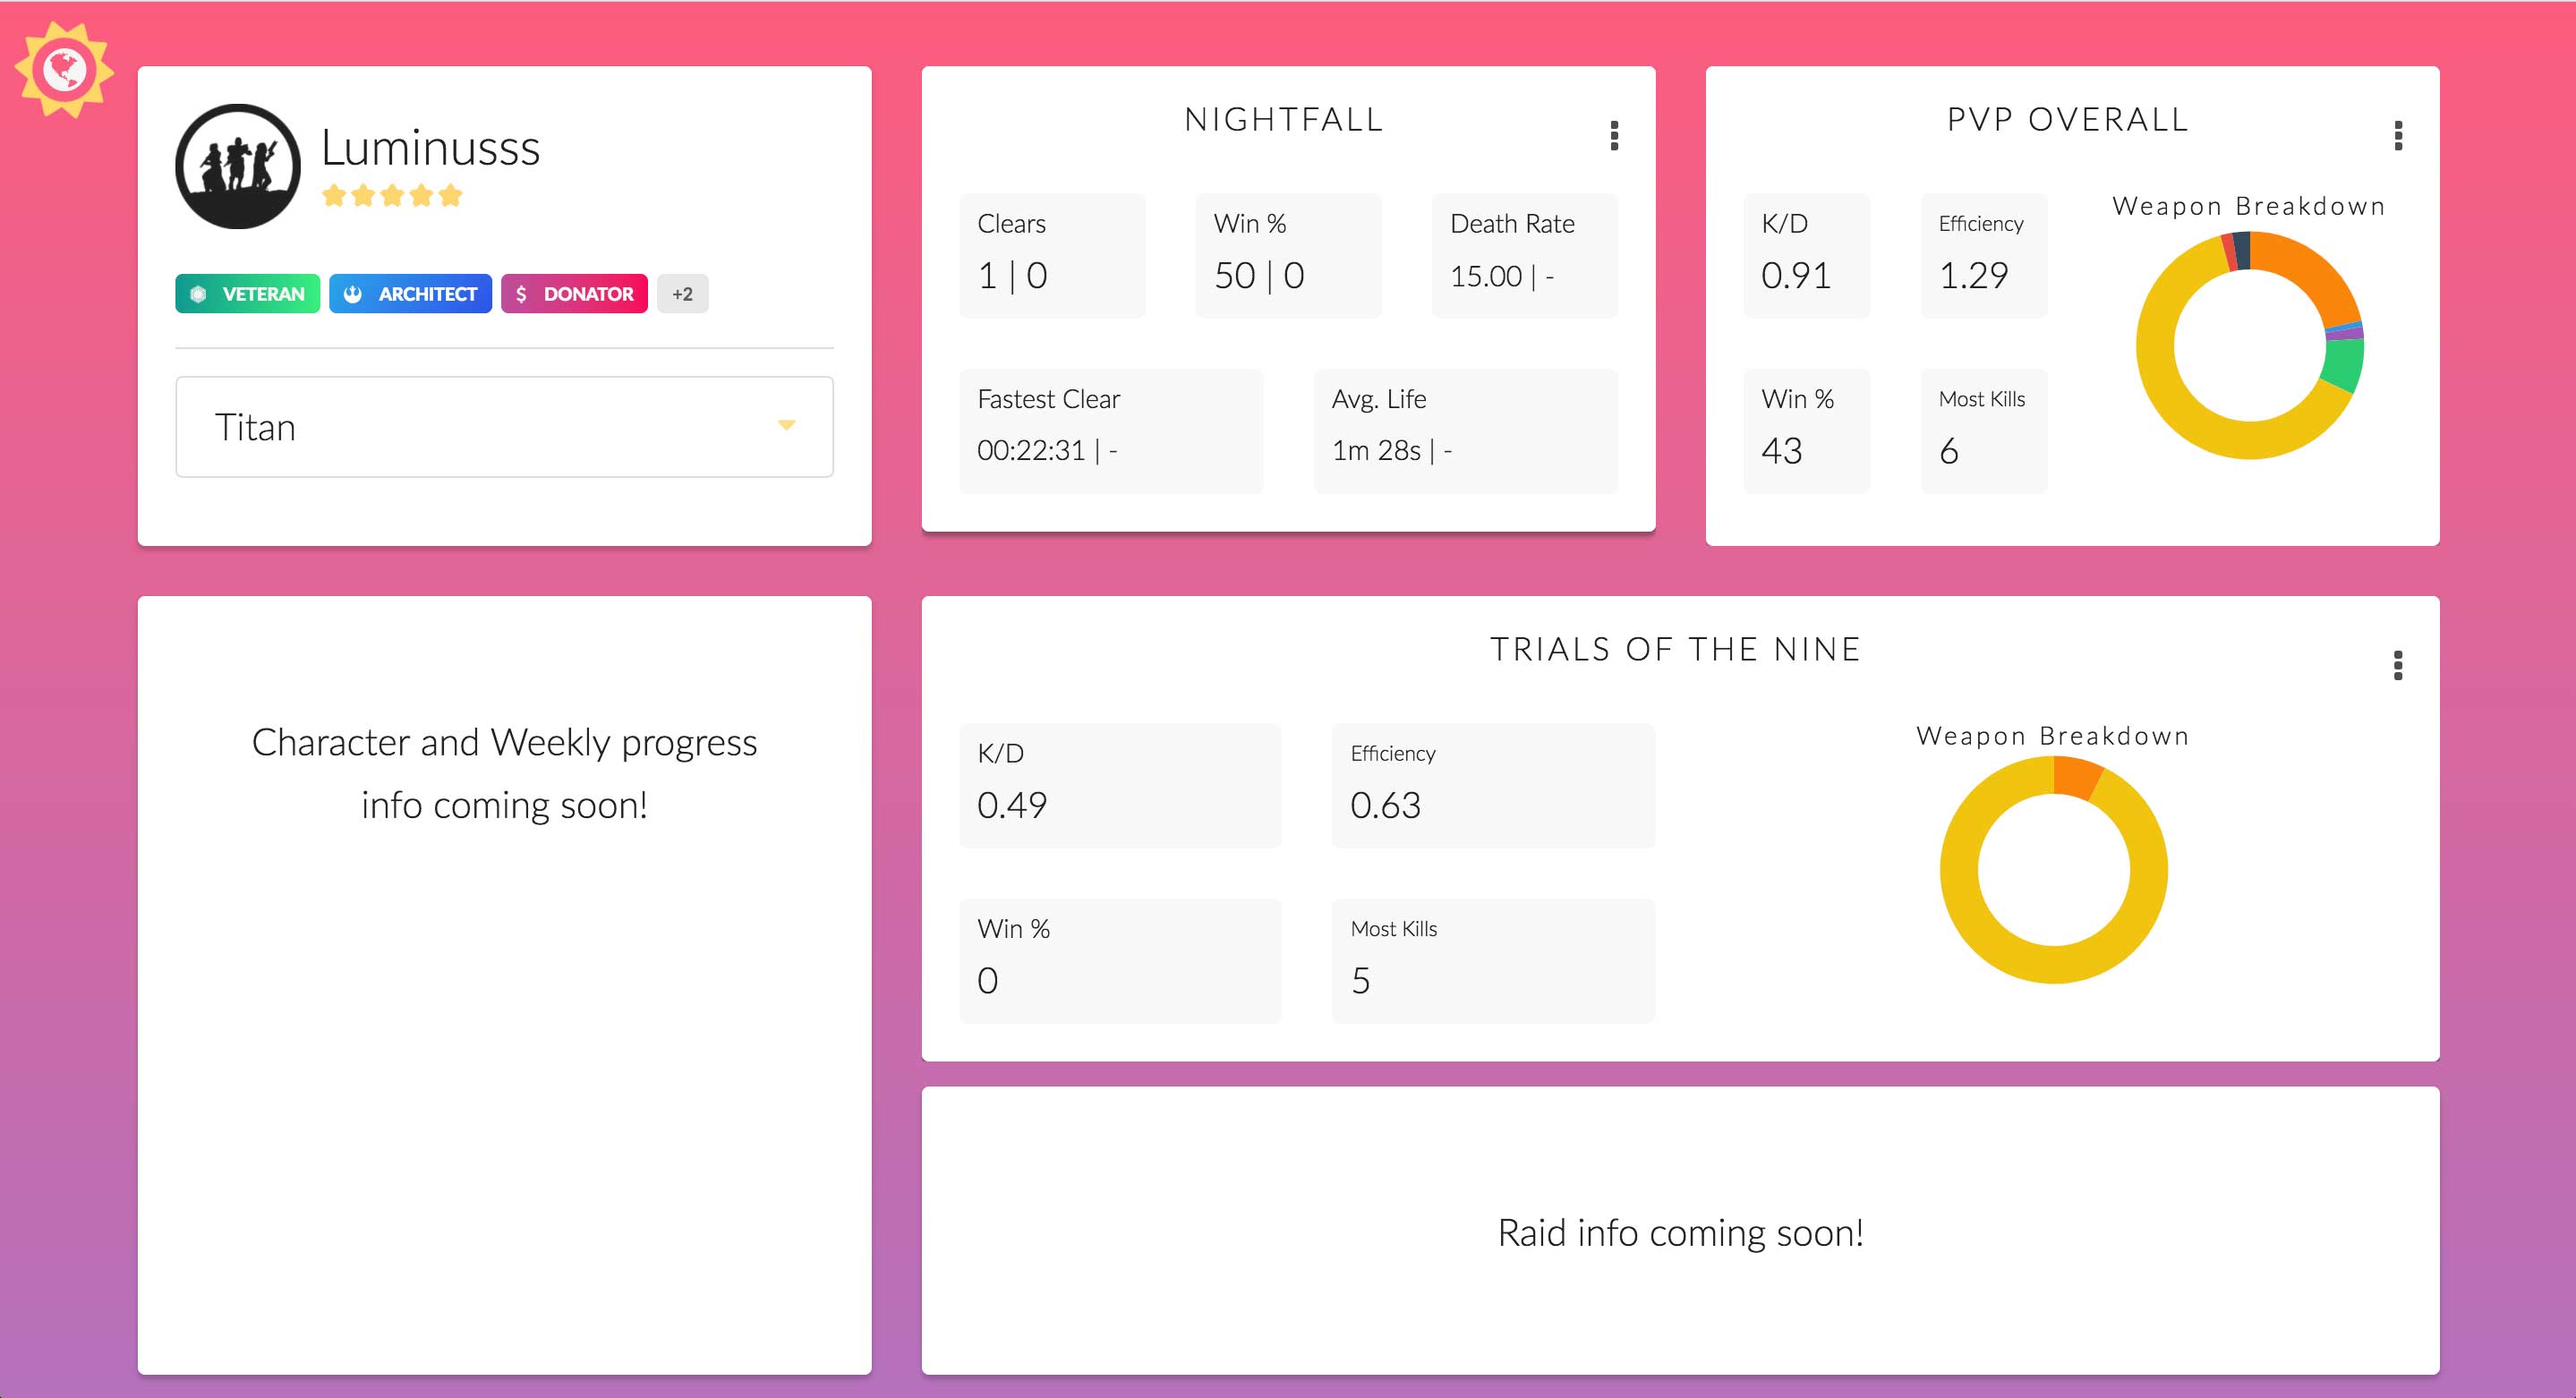 Luminusss
VETERAN
ARCHITECT
$ DONATOR
+2
Titan
NIGHTFALL
Clears
1 | 0
Win %
50 | 0
Death Rate
15.00 | -
Fastest Clear
00:22:31 | -
Avg. Life
1m 28s | -
PVP OVERALL
K/D
0.91
Efficiency
1.29
Win %
43
Most Kills
6
Weapon Breakdown
Character and Weekly progress
info coming soon!
TRIALS OF THE NINE
K/D
0.49
Efficiency
0.63
Win %
0
Most Kills
5
Weapon Breakdown
Raid info coming soon!